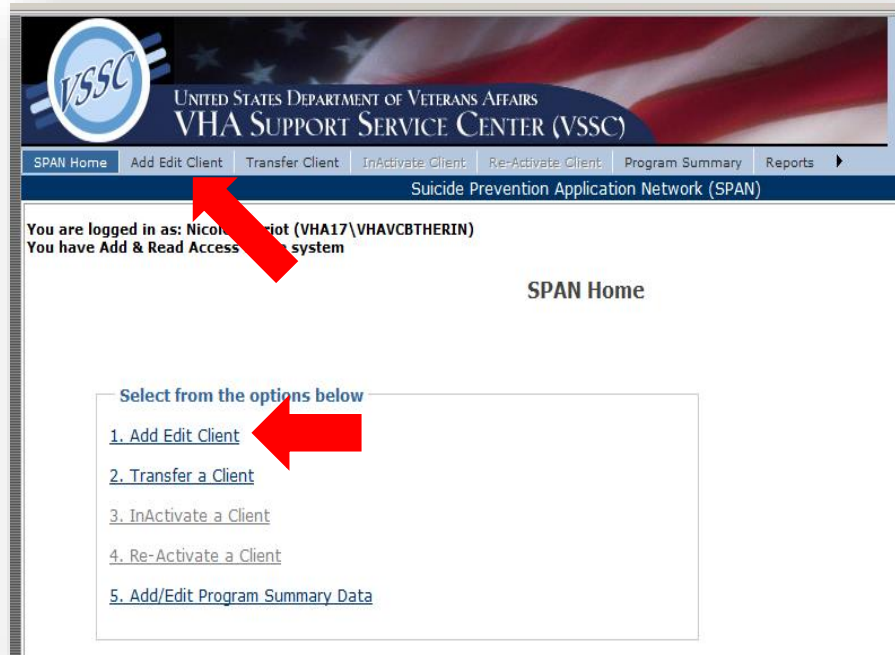 VSSC
UNITED STATES DEPARTMENT OF VETERANS AFFAIRS
VHA SUPPORT SERVICE CENTER (VSSC)
SPAN Home Add Edit Client Transfer Client InActivate Client Re-Activate Client Program Summary Reports
Suicide Prevention Application Network (SPAN)
You are logged in as: (VHA17\VHAVCBTHERIN)
You have Add & Read Access system
SPAN Home
Select from the options below
1. Add Edit Client
2. Transfer a Client
3. InActivate a Client
4. Re-Activate a Client
5. Add/Edit Program Summary Data